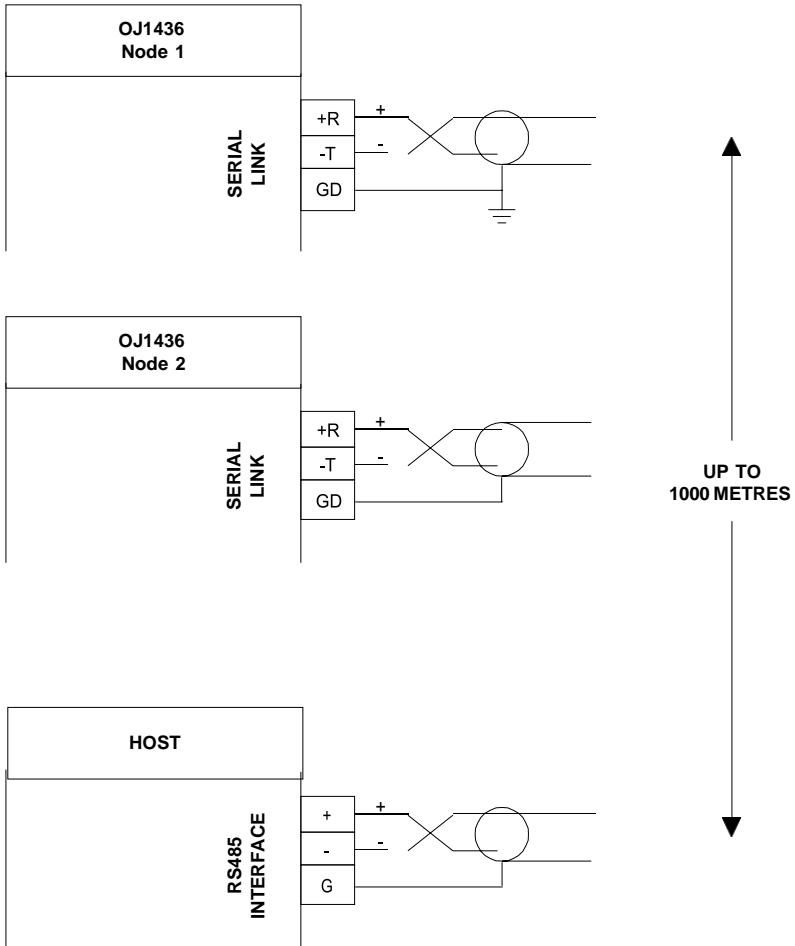 OJ1436
Node 1
SERIAL
LINK
+R
+
-T
-
GD
OJ1436
Node 2
SERIAL
LINK
+R
+
-T
-
GD
UP TO
1000 METRES
HOST
RS485
INTERFACE
+
+
-
-
G